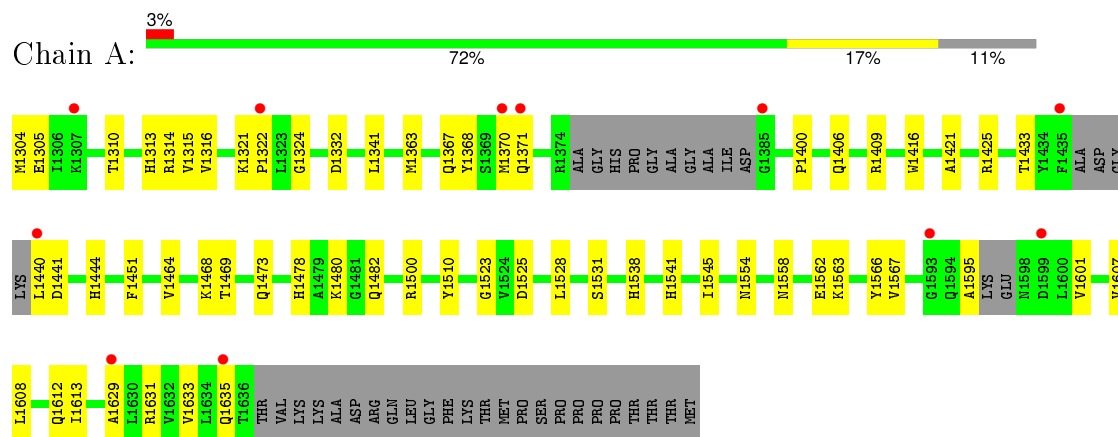 3%
Chain A:
72% 17% 11%
M1304 E1305 I1306 K1307 T1310 H1313 R1314 V1315 V1316 K1321 P1322 L1323 G1324 D1332 L1341 M1363 Q1367 Y1368 S1369 M1370 Q1371 R1374 ALA GLY HIS PRO GLY ALA GLY ALA ILE ASP G1385 P1400 Q1406 R1409 W1416 A1421 R1425 T1433 Y1434 F1435 ALA ASP GLY
LYS L1440 D1441 H1444 F1451 V1464 K1468 T1469 Q1473 H1478 A1479 K1480 G1481 Q1482 R1500 Y1510 G1523 V1524 D1525 L1528 S1531 H1538 H1541 I1545 N1554 N1558 E1562 K1563 Y1566 V1567 G1593 Q1594 A1595 LYS GLU N1598 D1599 L1600 V1601 V1607
L1608 Q1612 I1613 A1629 L1630 R1631 V1632 V1633 L1634 Q1635 T1636 THR VAL LYS LYS ALA ASP ARG GLN LEU GLY PHE LYS THR MET PRO SER PRO PRO PRO PRO THR THR THR MET